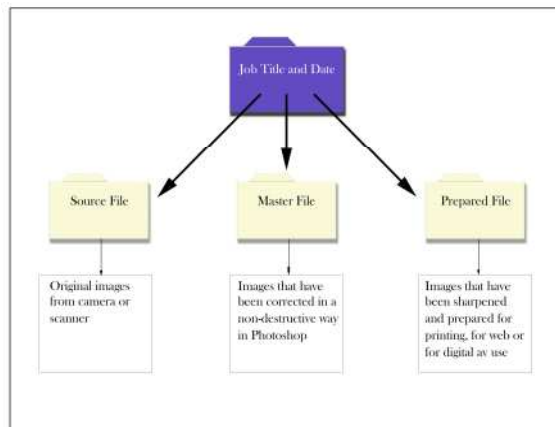 Job Title and Date
Source File
Master File
Prepared File
Original images
from camera or
scanner
Images that have
been corrected in a
non-destructive way
in Photoshop
Images that have
been sharpened
and prepared for
printing, for web or
for digital av use